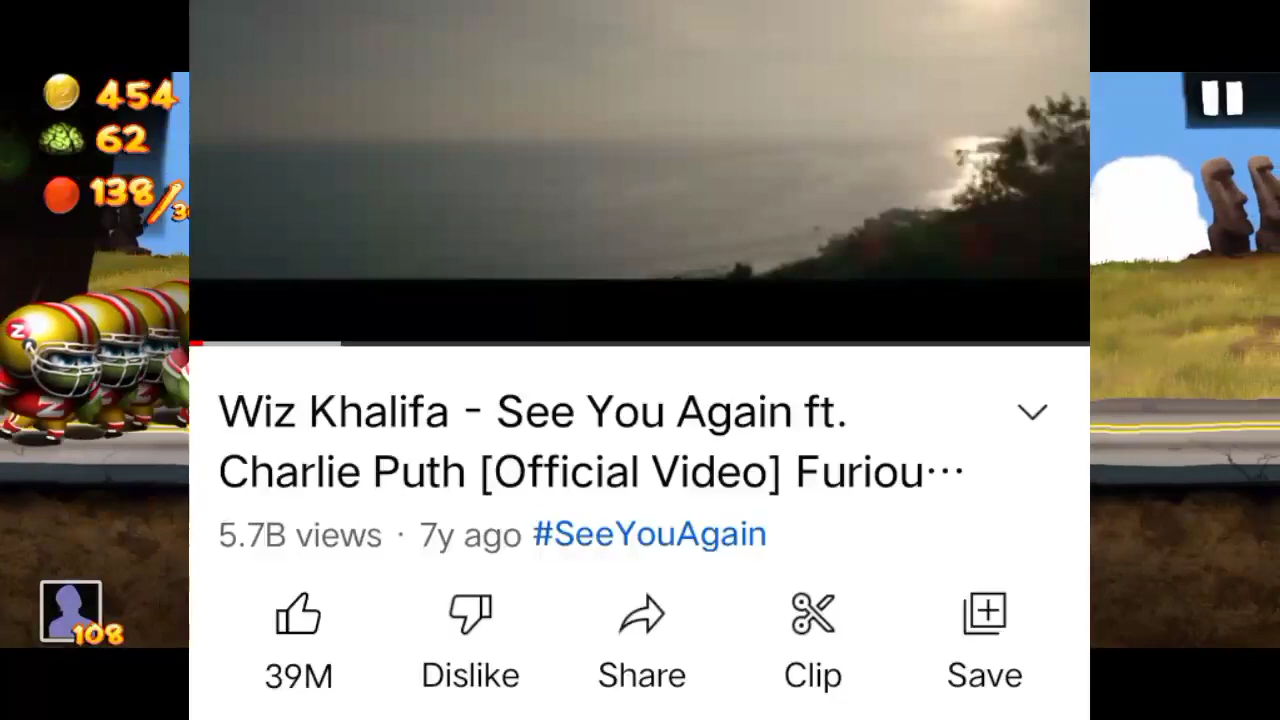 454
62
138/3
Z
Z
108
Wiz Khalifa - See You Again ft.
Charlie Puth [Official Video] Furiou...
5.7B views · 7y ago #SeeYouAgain
39M
Dislike
Share
Clip
Save